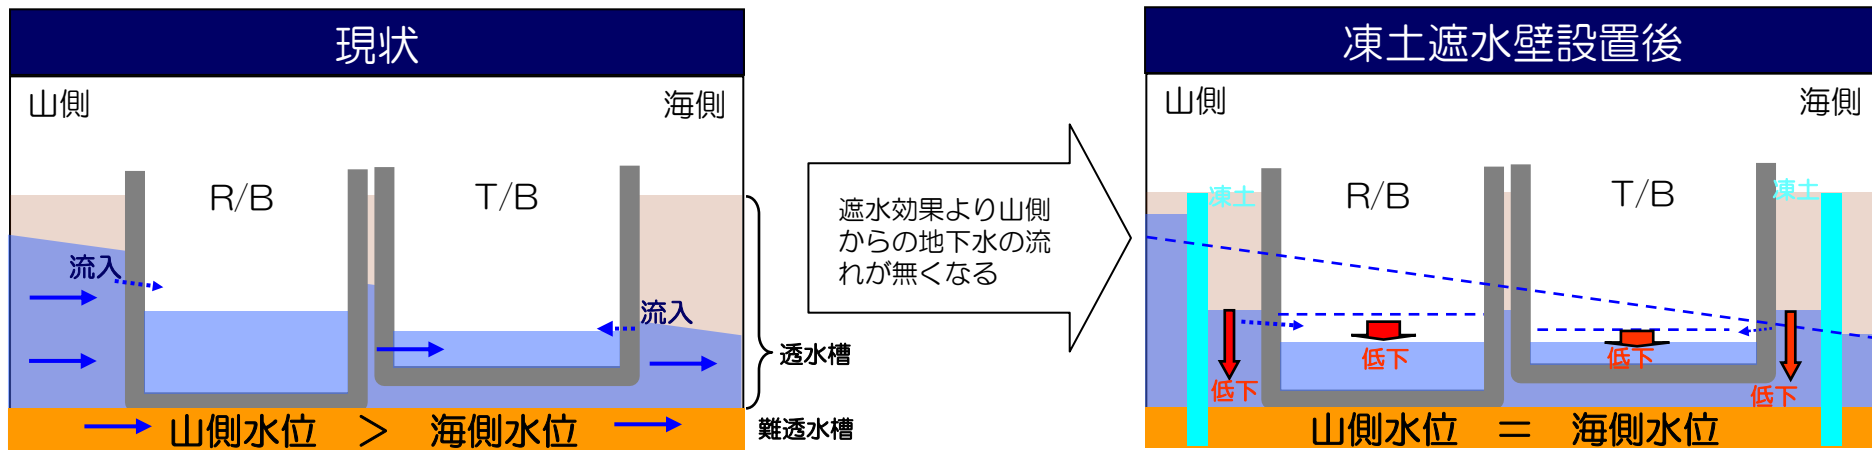 現状
山側
海側
R/B
T/B
流入
流入
透水槽
山側水位 > 海側水位
難透水槽
遮水効果より山側
からの地下水の流
れが無くなる
凍土遮水壁設置後
山側
海側
凍土
R/B
T/B
凍土
低下
低下
低下
低下
山側水位 = 海側水位